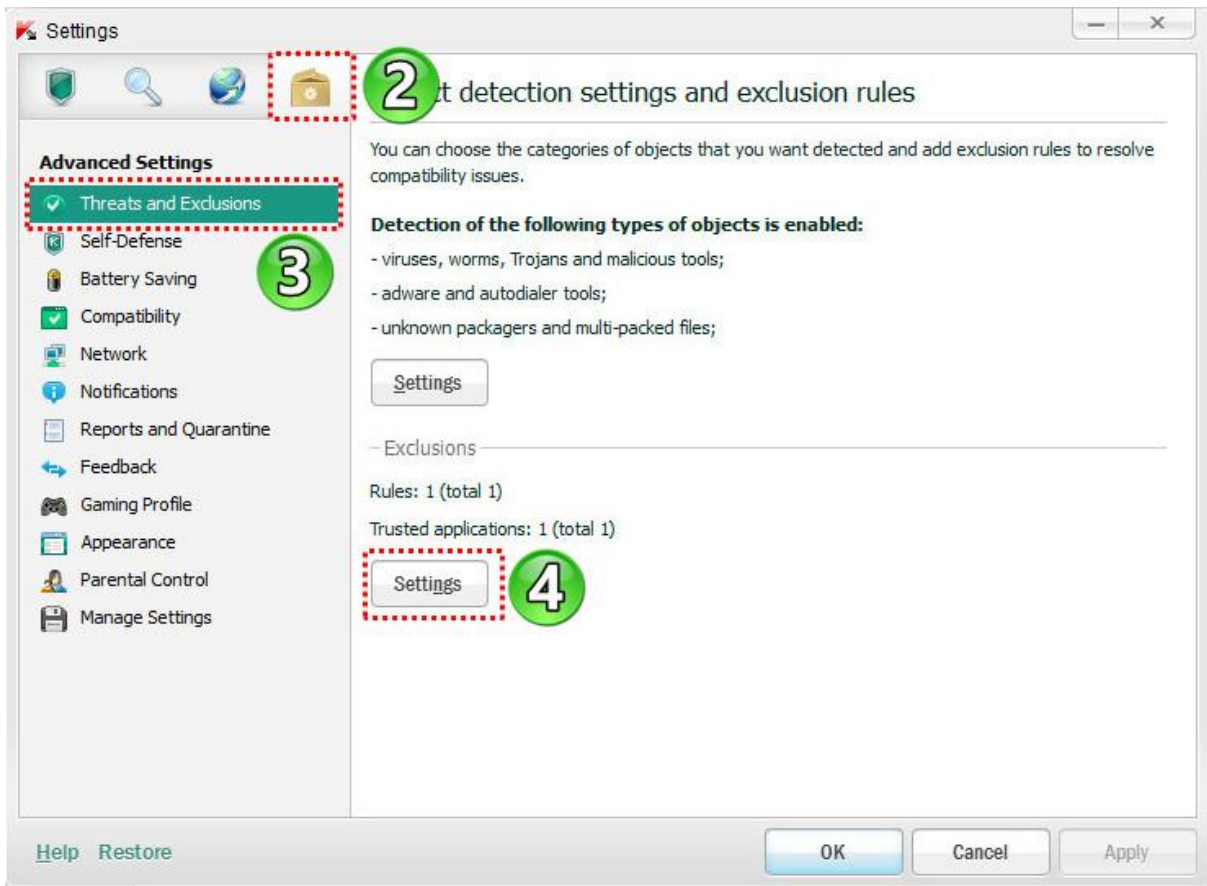 Settings
2
t detection settings and exclusion rules
Advanced Settings
Threats and Exclusions
Self-Defense
3
Battery Saving
Compatibility
Network
Notifications
Reports and Quarantine
Feedback
Gaming Profile
Appearance
Parental Control
Manage Settings
You can choose the categories of objects that you want detected and add exclusion rules to resolve
compatibility issues.
Detection of the following types of objects is enabled:
- viruses, worms, Trojans and malicious tools;
- adware and autodialer tools;
- unknown packagers and multi-packed files;
Settings
Exclusions
Rules: 1 (total 1)
Trusted applications: 1 (total 1)
Settings
4
Help Restore
OK Cancel Apply